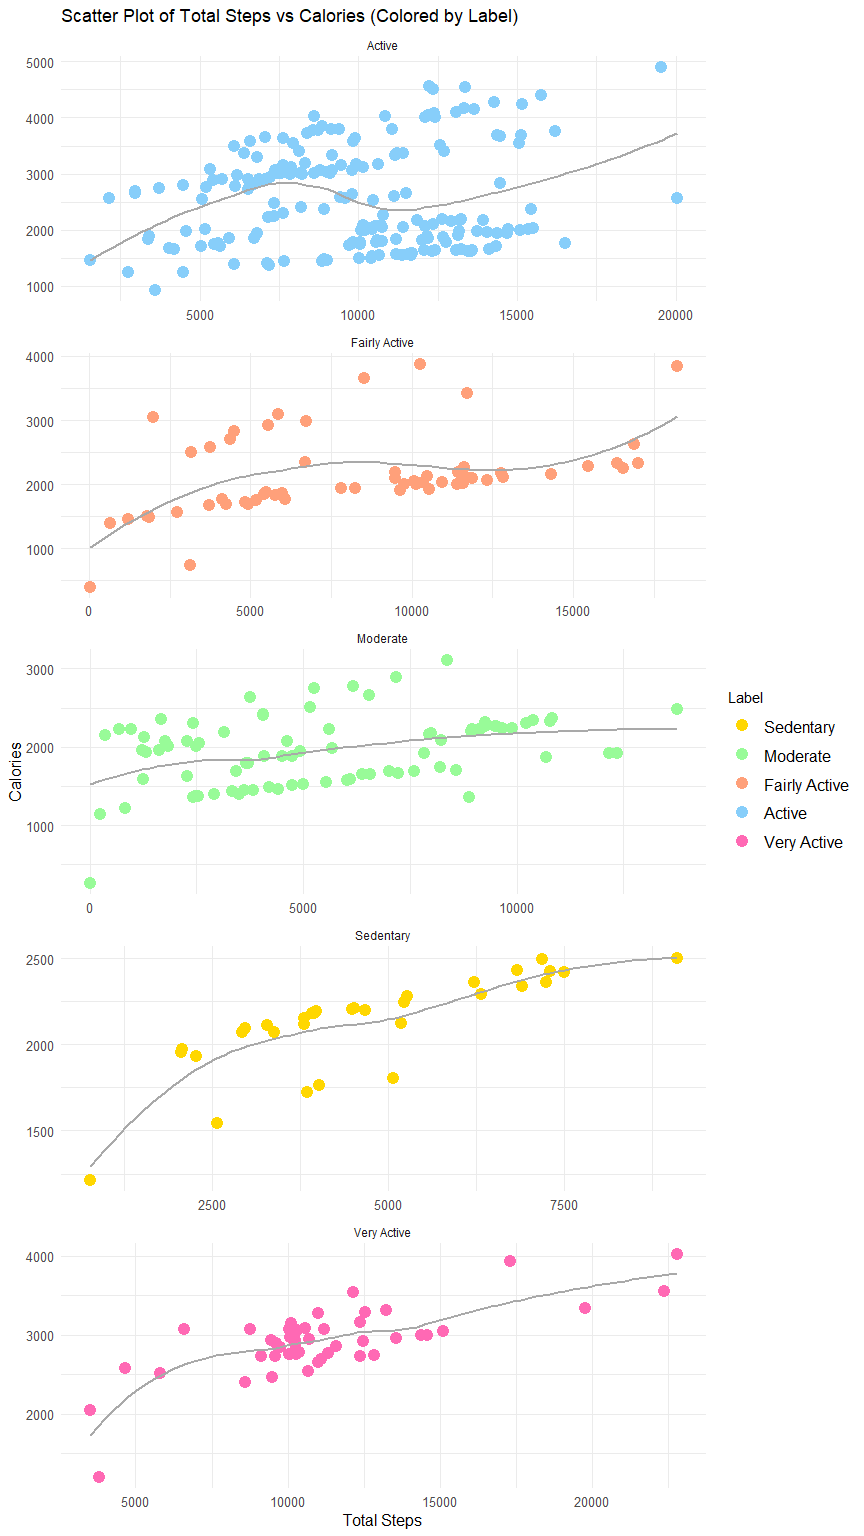 Scatter Plot of Total Steps vs Calories (Colored by Label)
Active
5000
4000
3000
2000
1000
5000 10000 15000 20000
Fairly Active
4000
3000
2000
1000
0 5000 10000 15000
Moderate
3000
2000
1000
0 5000 10000
Calories
Label
Sedentary
Moderate
Fairly Active
Active
Very Active
Sedentary
2500
2000
1500
2500 5000 7500
Very Active
4000
3000
2000
5000 10000 15000 20000
Total Steps